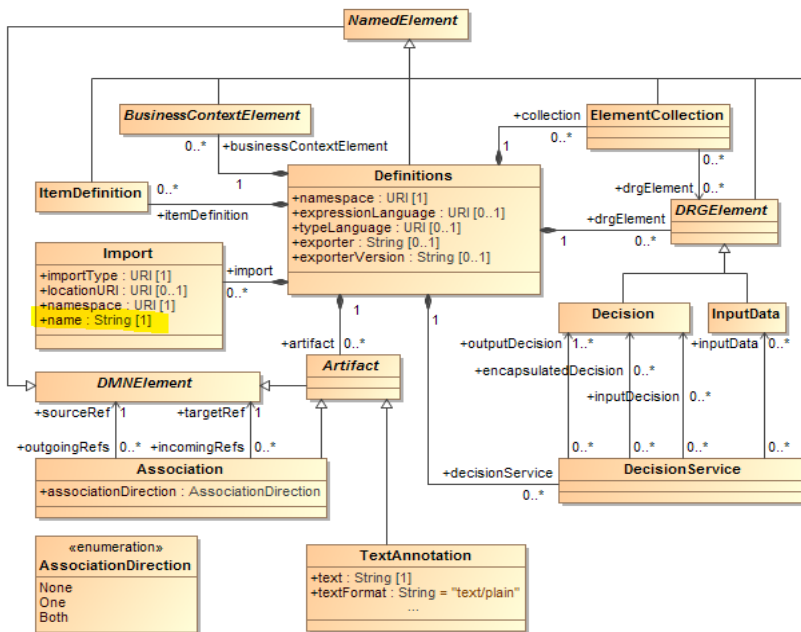 NamedElement
BusinessContextElement
0..*
+businessContextElement
1
+collection
0..*
1
ElementCollection
0..*
+drgElement
0..*
ItemDefinition
0..*
+itemDefinition
Definitions
+namespace : URI [1]
+expressionLanguage : URI [0..1]
+typeLanguage : URI [0..1]
+exporter : String [0..1]
+exporterVersion : String [0..1]
+drgElement
1
0..*
DRGElement
Import
+importType : URI [1]
+locationURI : URI [0..1]
+namespace : URI [1]
+name : String [1]
+import
0..*
1
+artifact
0..*
1
Artifact
Decision
InputData
+outputDecision
1..*
+inputData
0..*
+encapsulatedDecision
0..*
+inputDecision
0..*
DMNElement
+sourceRef
1
+targetRef
1
+outgoingRefs
0..*
+incomingRefs
0..*
0..*
0..*
0..*
0..*
Association
+associationDirection : AssociationDirection
+decisionService
0..*
DecisionService
«enumeration»
AssociationDirection
None
One
Both
TextAnnotation
+text : String [1]
+textFormat : String = "text/plain"
...